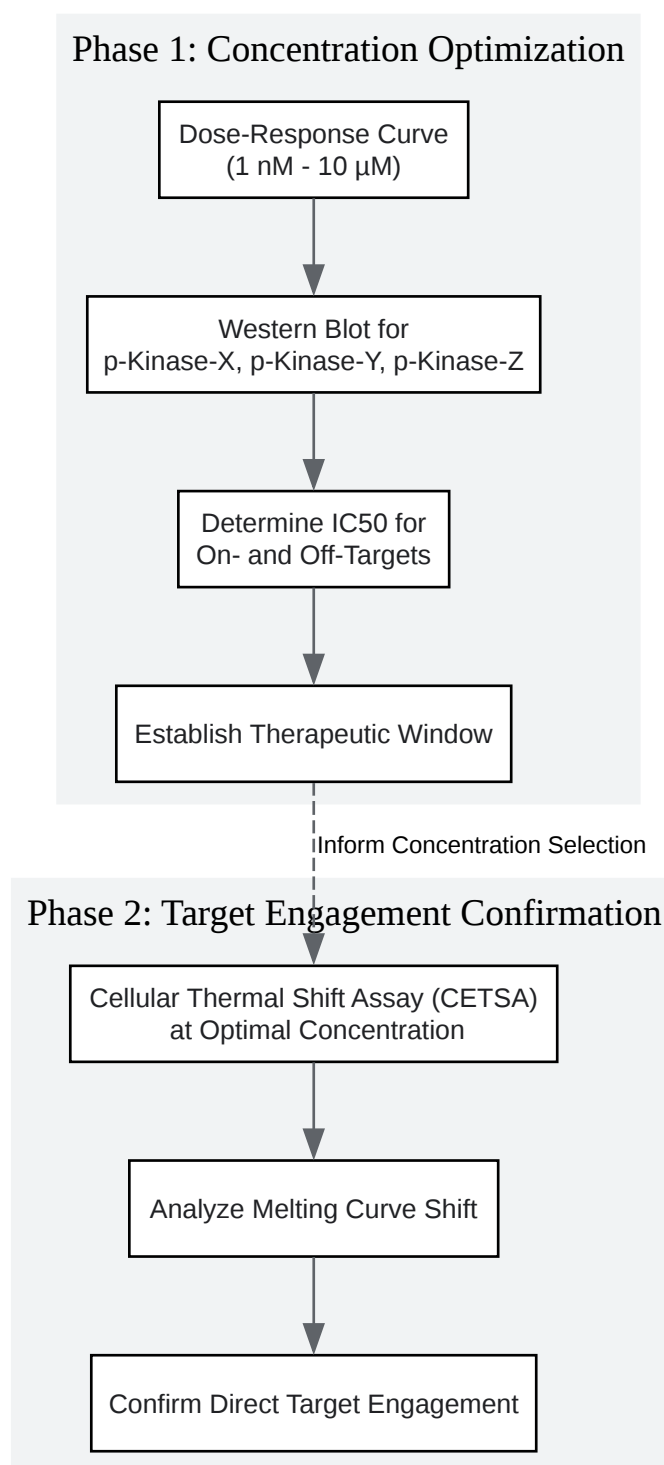 Phase 1: Concentration Optimization
Dose-Response Curve
(1 nM - 10 µM)
Western Blot for
p-Kinase-X, p-Kinase-Y, p-Kinase-Z
Determine IC50 for
On- and Off-Targets
Establish Therapeutic Window
Inform Concentration Selection
Phase 2: Target Engagement Confirmation
Cellular Thermal Shift Assay (CETSA)
at Optimal Concentration
Analyze Melting Curve Shift
Confirm Direct Target Engagement